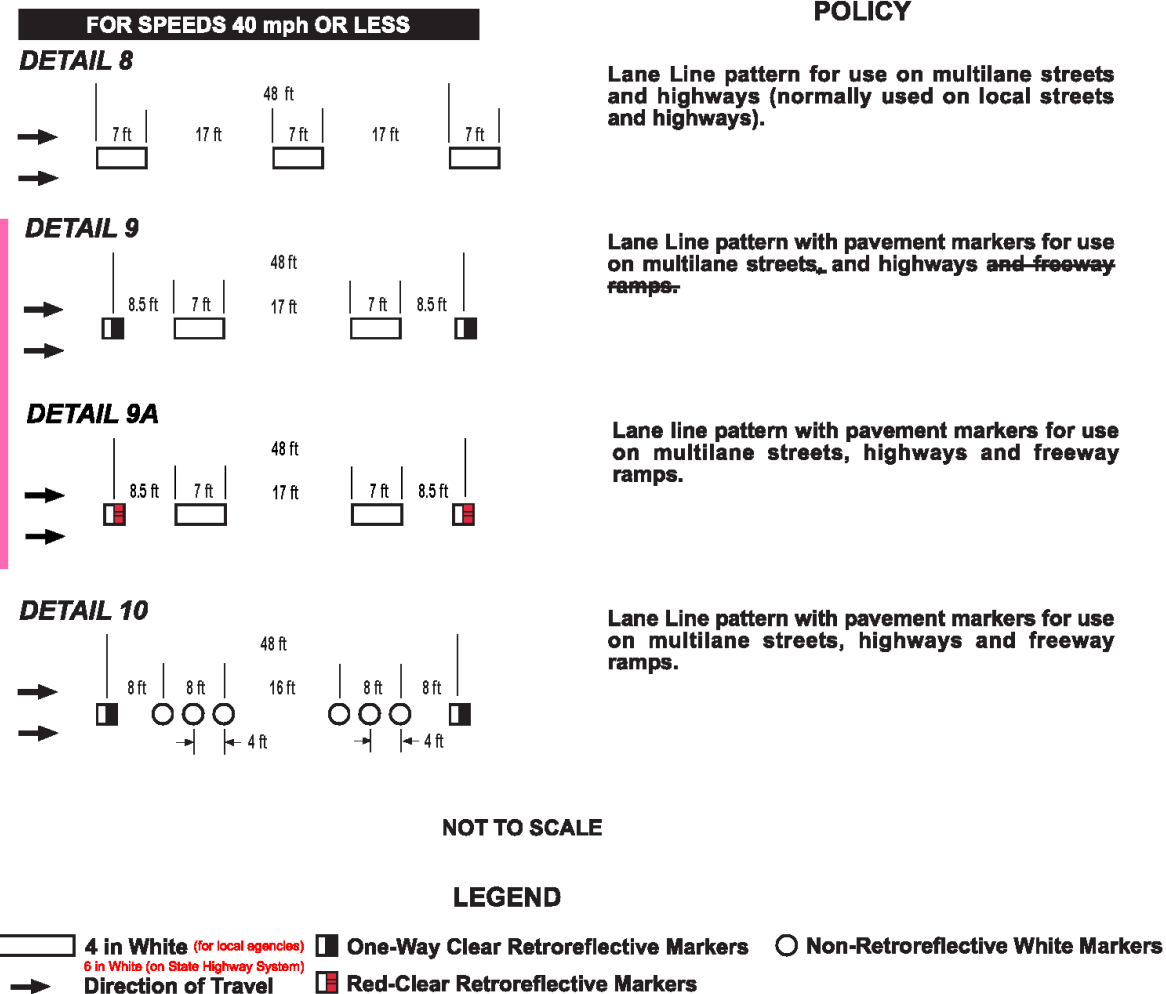 POLICY
FOR SPEEDS 40 mph OR LESS
DETAIL 8
48 ft
7 ft 17 ft 7 ft 17 ft 7 ft
Lane Line pattern for use on multilane streets
and highways (normally used on local streets
and highways).
DETAIL 9
48 ft
8.5 ft 7 ft 17 ft 7 ft 8.5 ft
Lane Line pattern with pavement markers for use
on multilane streets, and highways and freeway
ramps.
DETAIL 9A
48 ft
8.5 ft 7 ft 17 ft 7 ft 8.5 ft
Lane line pattern with pavement markers for use
on multilane streets, highways and freeway
ramps.
DETAIL 10
48 ft
8 ft 8 ft 16 ft 8 ft 8 ft
4 ft 4 ft
Lane Line pattern with pavement markers for use
on multilane streets, highways and freeway
ramps.
NOT TO SCALE
LEGEND
4 in White (for local agencies) One-Way Clear Retroreflective Markers Non-Retroreflective White Markers
6 in White (on State Highway System)
Direction of Travel Red-Clear Retroreflective Markers